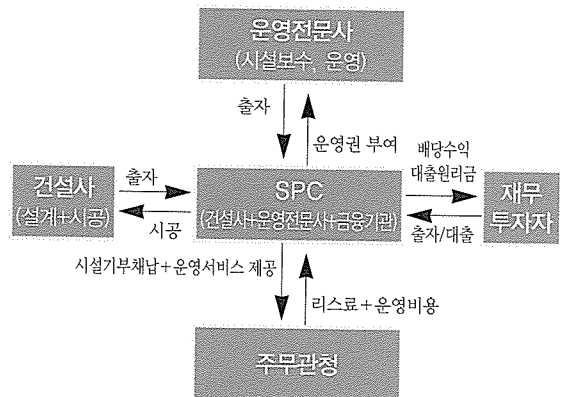 운영전문사
(시설보수, 운영)
출자
운영권 부여
배당수익
대출원리금
건설사
(설계+시공)
출자
시공
SPC
(건설사+운영전문사+금융기관)
재무
투자자
출자/대출
시설기부채납+운영서비스 제공
리스료+운영비용
주무관청